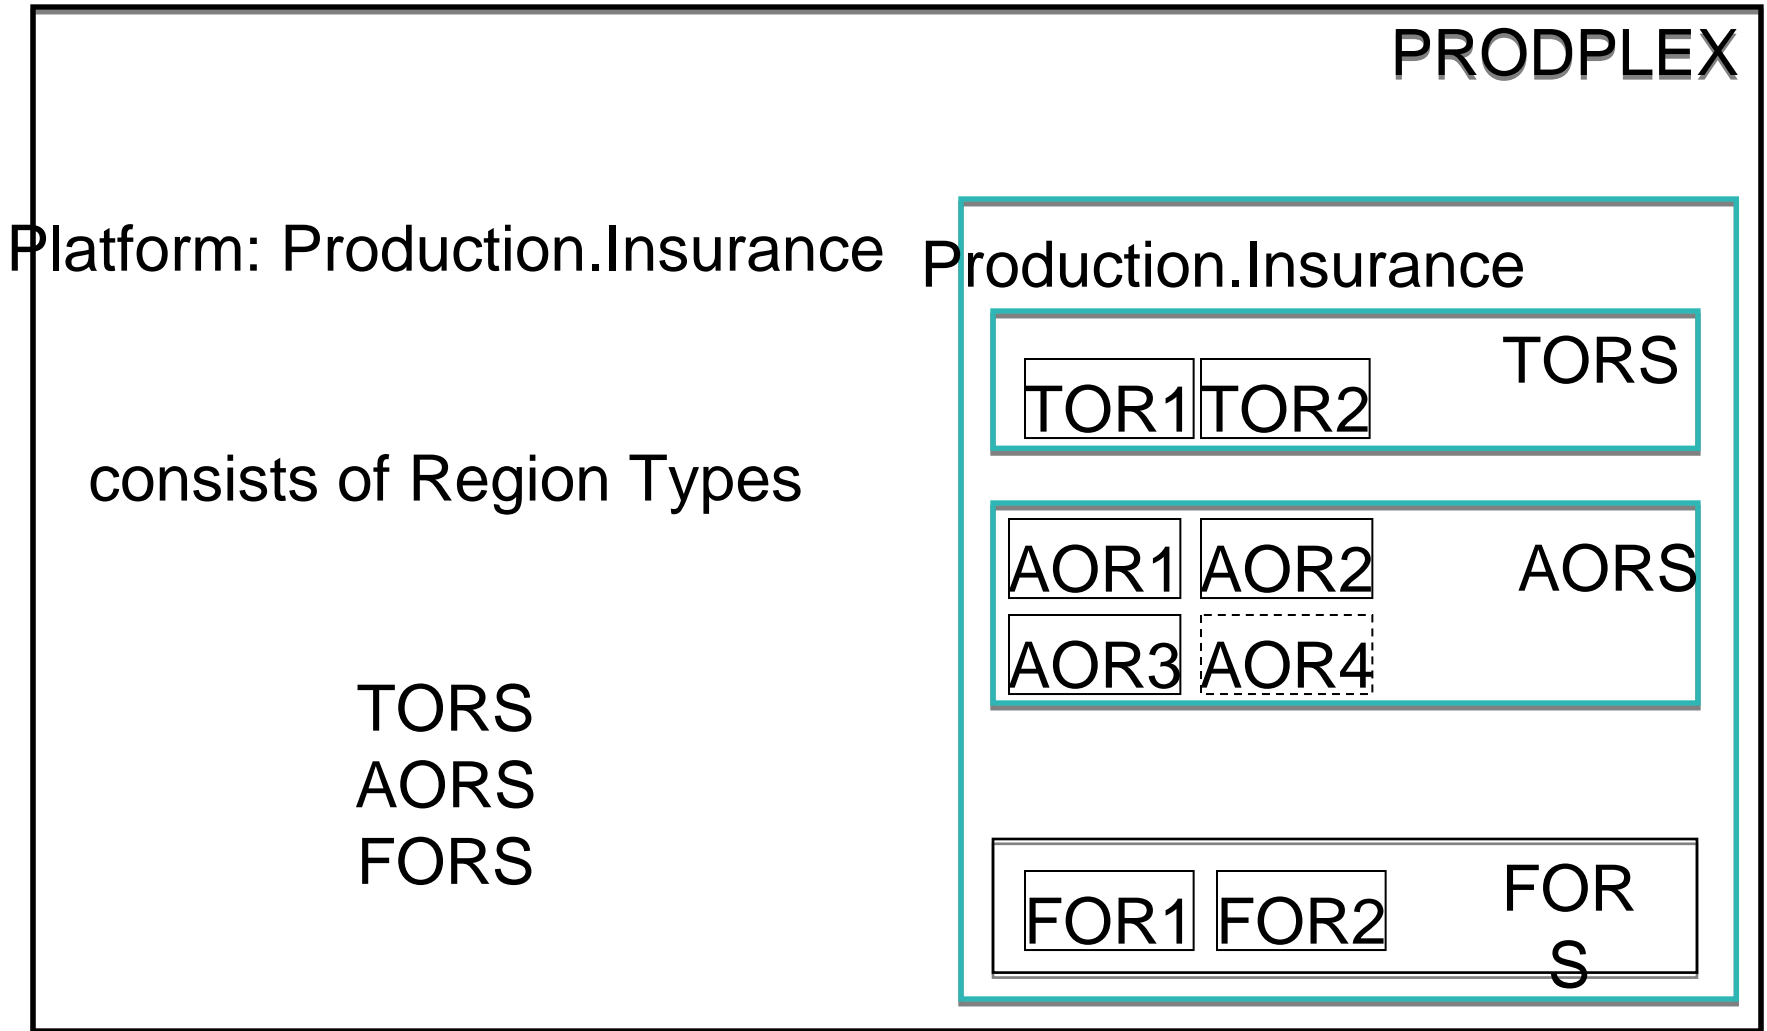 PRODPLEX
Platform: Production.Insurance
consists of Region Types
TORS
AORS
FORS
Production.Insurance
TORS
TOR1 TOR2
AOR1 AOR2 AORS
AOR3 AOR4
FOR
S
FOR1 FOR2